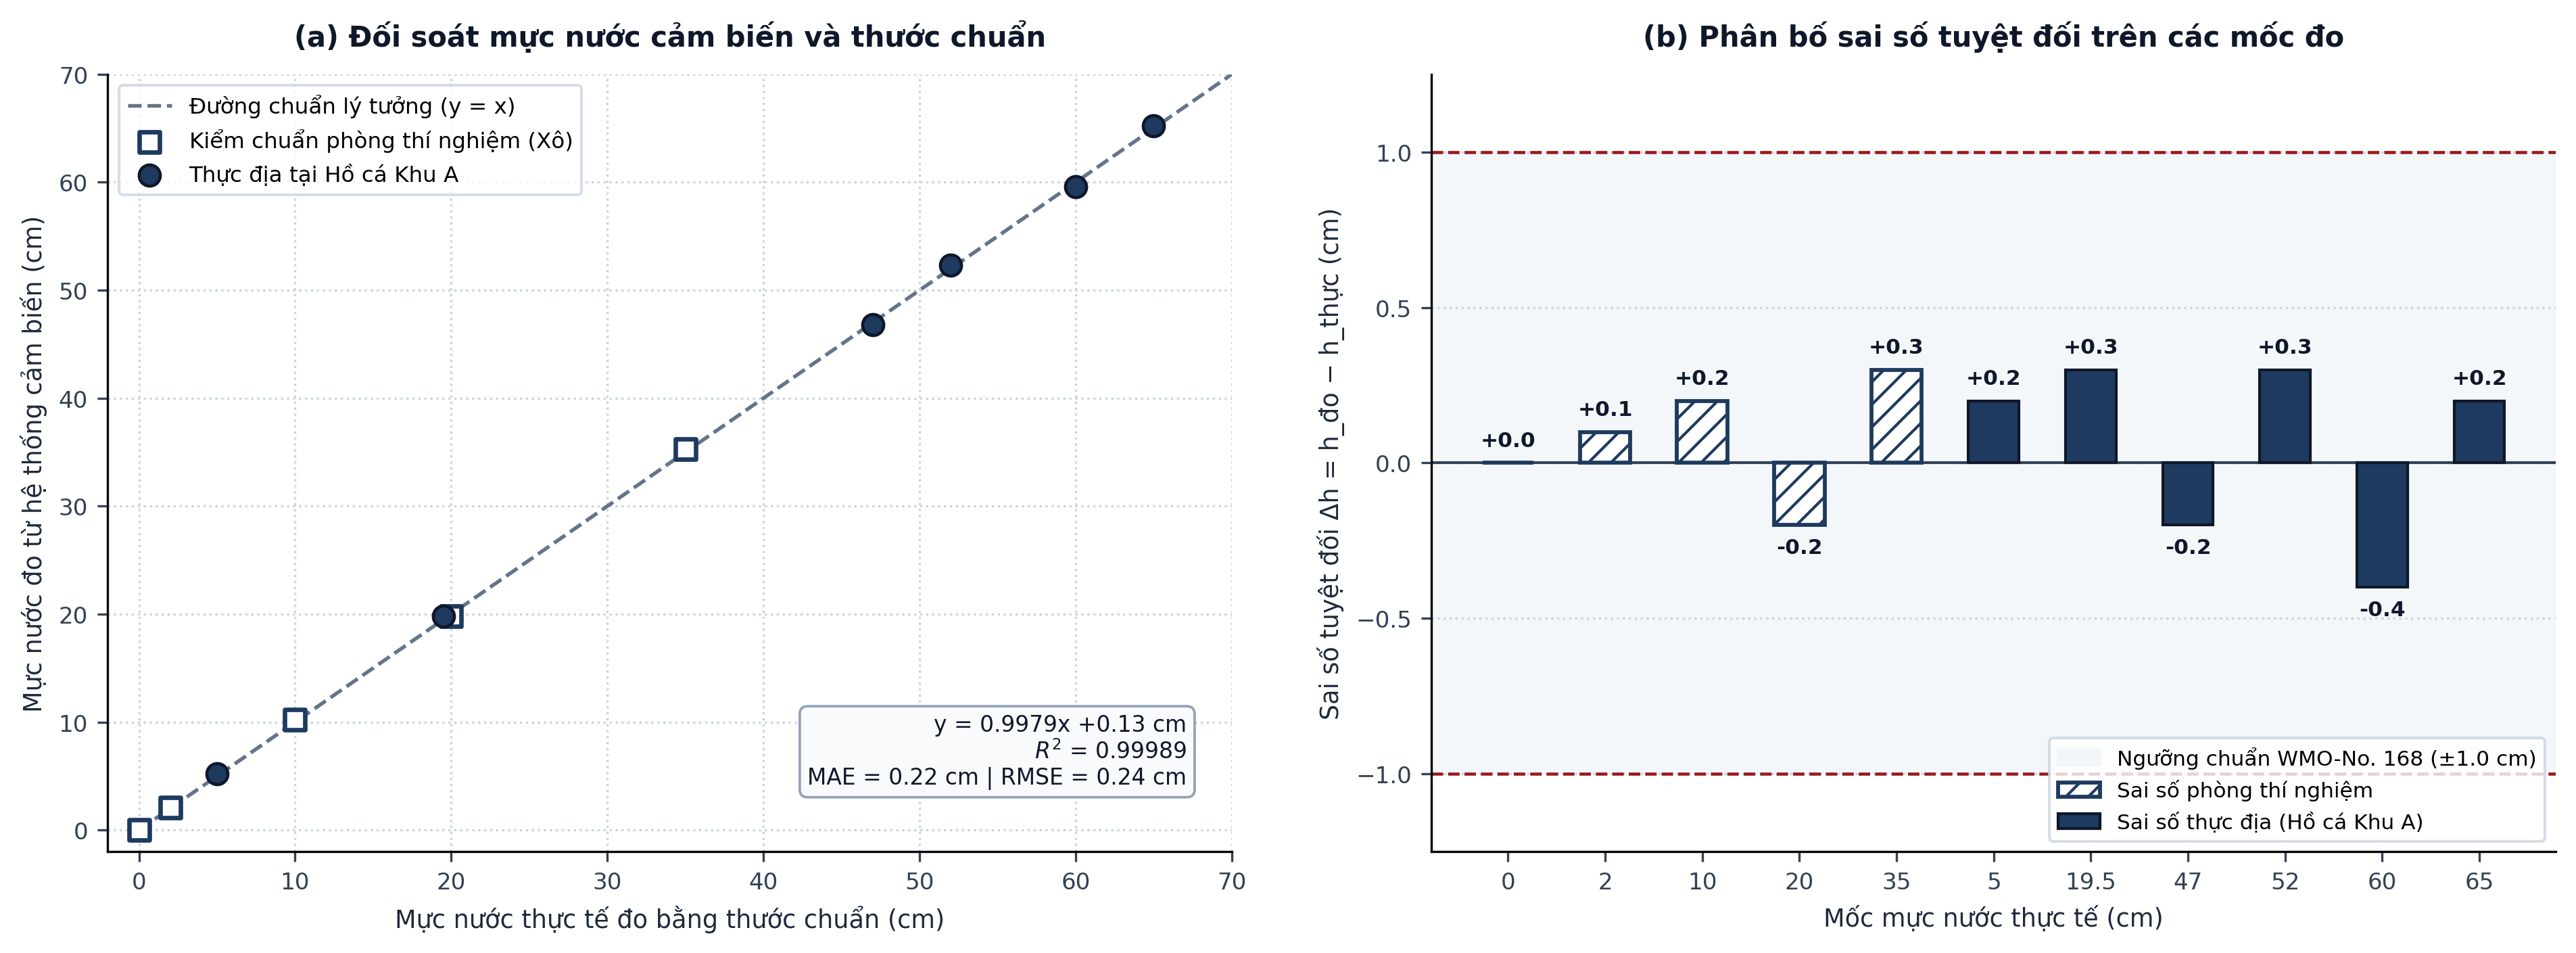 (a) Đối soát mực nước cảm biến và thước chuẩn
Mực nước đo từ hệ thống cảm biến (cm)
70
60
50
40
30
20
10
0
Đường chuẩn lý tưởng (y = x)
Kiểm chuẩn phòng thí nghiệm (Xô)
Thực địa tại Hồ cá Khu A
y = 0.9979x +0.13 cm
R² = 0.99989
MAE = 0.22 cm | RMSE = 0.24 cm
0 10 20 30 40 50 60 70
Mực nước thực tế đo bằng thước chuẩn (cm)
(b) Phân bố sai số tuyệt đối trên các mốc đo
Sai số tuyệt đối Δh = h_đo − h_thực (cm)
1.0
0.5
0.0
−0.5
−1.0
+0.0
+0.1
+0.2
-0.2
+0.3
+0.2
+0.3
-0.2
+0.3
-0.4
+0.2
Ngưỡng chuẩn WMO-No. 168 (±1.0 cm)
Sai số phòng thí nghiệm
Sai số thực địa (Hồ cá Khu A)
0 2 10 20 35 5 19.5 47 52 60 65
Mốc mực nước thực tế (cm)